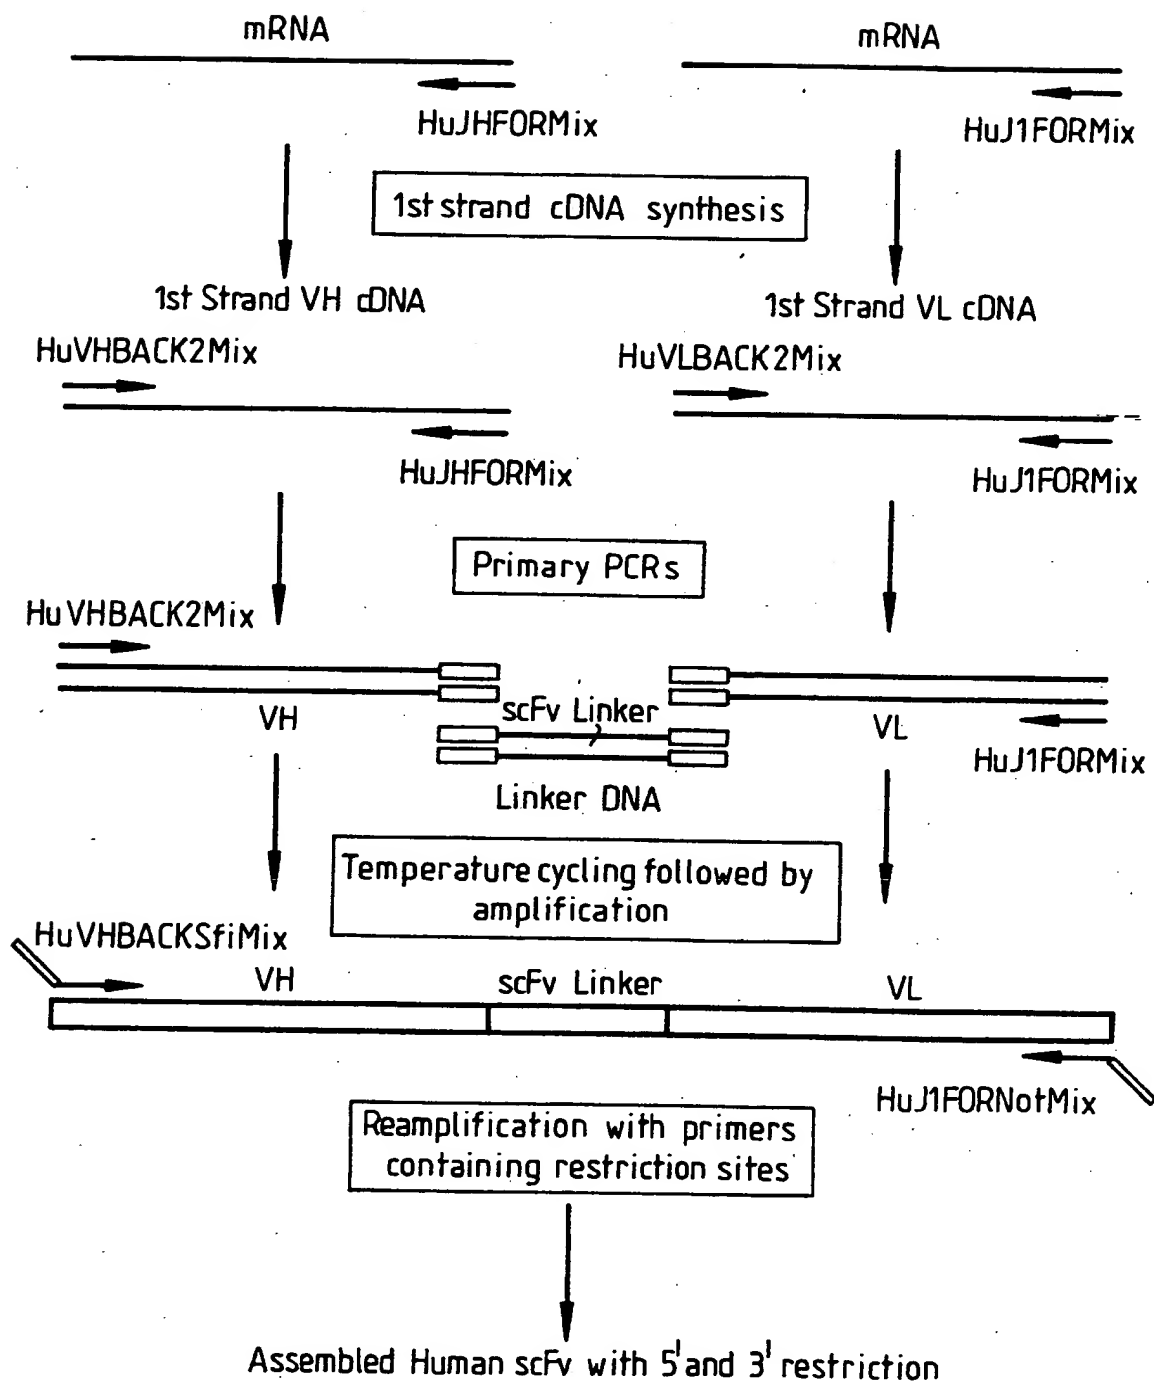 mRNA
mRNA
HuJHFORMix
HuJ1FORMix
1st strand cDNA synthesis
1st Strand VH cDNA
1st Strand VL cDNA
HuVHBACK2Mix
HuVLBACK2Mix
HuJHFORMix
HuJ1FORMix
Primary PCRs
HuVHBACK2Mix
VH
scFv Linker
VL
HuJ1FORMix
Linker DNA
Temperature cycling followed by
amplification
HuVHBACKSfiMix
VH
scFv Linker
VL
HuJ1FORNotMix
Reamplification with primers
containing restriction sites
Assembled Human scFv with 5' and 3' restriction